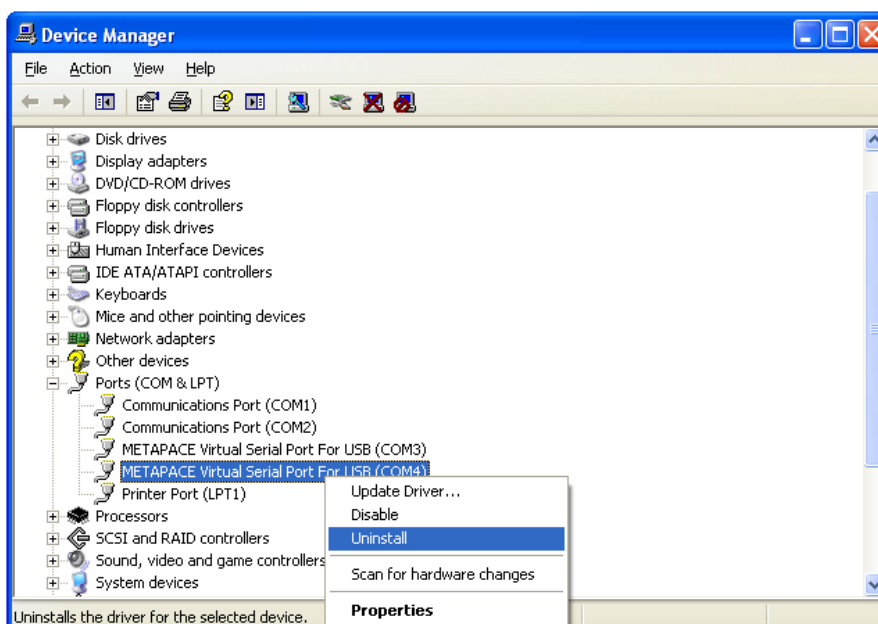 Device Manager
File Action View Help
Disk drives
Display adapters
DVD/CD-ROM drives
Floppy disk controllers
Floppy disk drives
Human Interface Devices
IDE ATA/ATAPI controllers
Keyboards
Mice and other pointing devices
Network adapters
Other devices
Ports (COM & LPT)
Communications Port (COM1)
Communications Port (COM2)
METAPACE Virtual Serial Port For USB (COM3)
METAPACE Virtual Serial Port For USB (COM4)
Printer Port (LPT1)
Processors
SCSI and RAID controllers
Sound, video and game controllers
System devices
Update Driver...
Disable
Uninstall
Scan for hardware changes
Properties
Uninstalls the driver for the selected device.